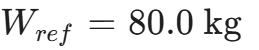 W_{ref} = 80.0 kg